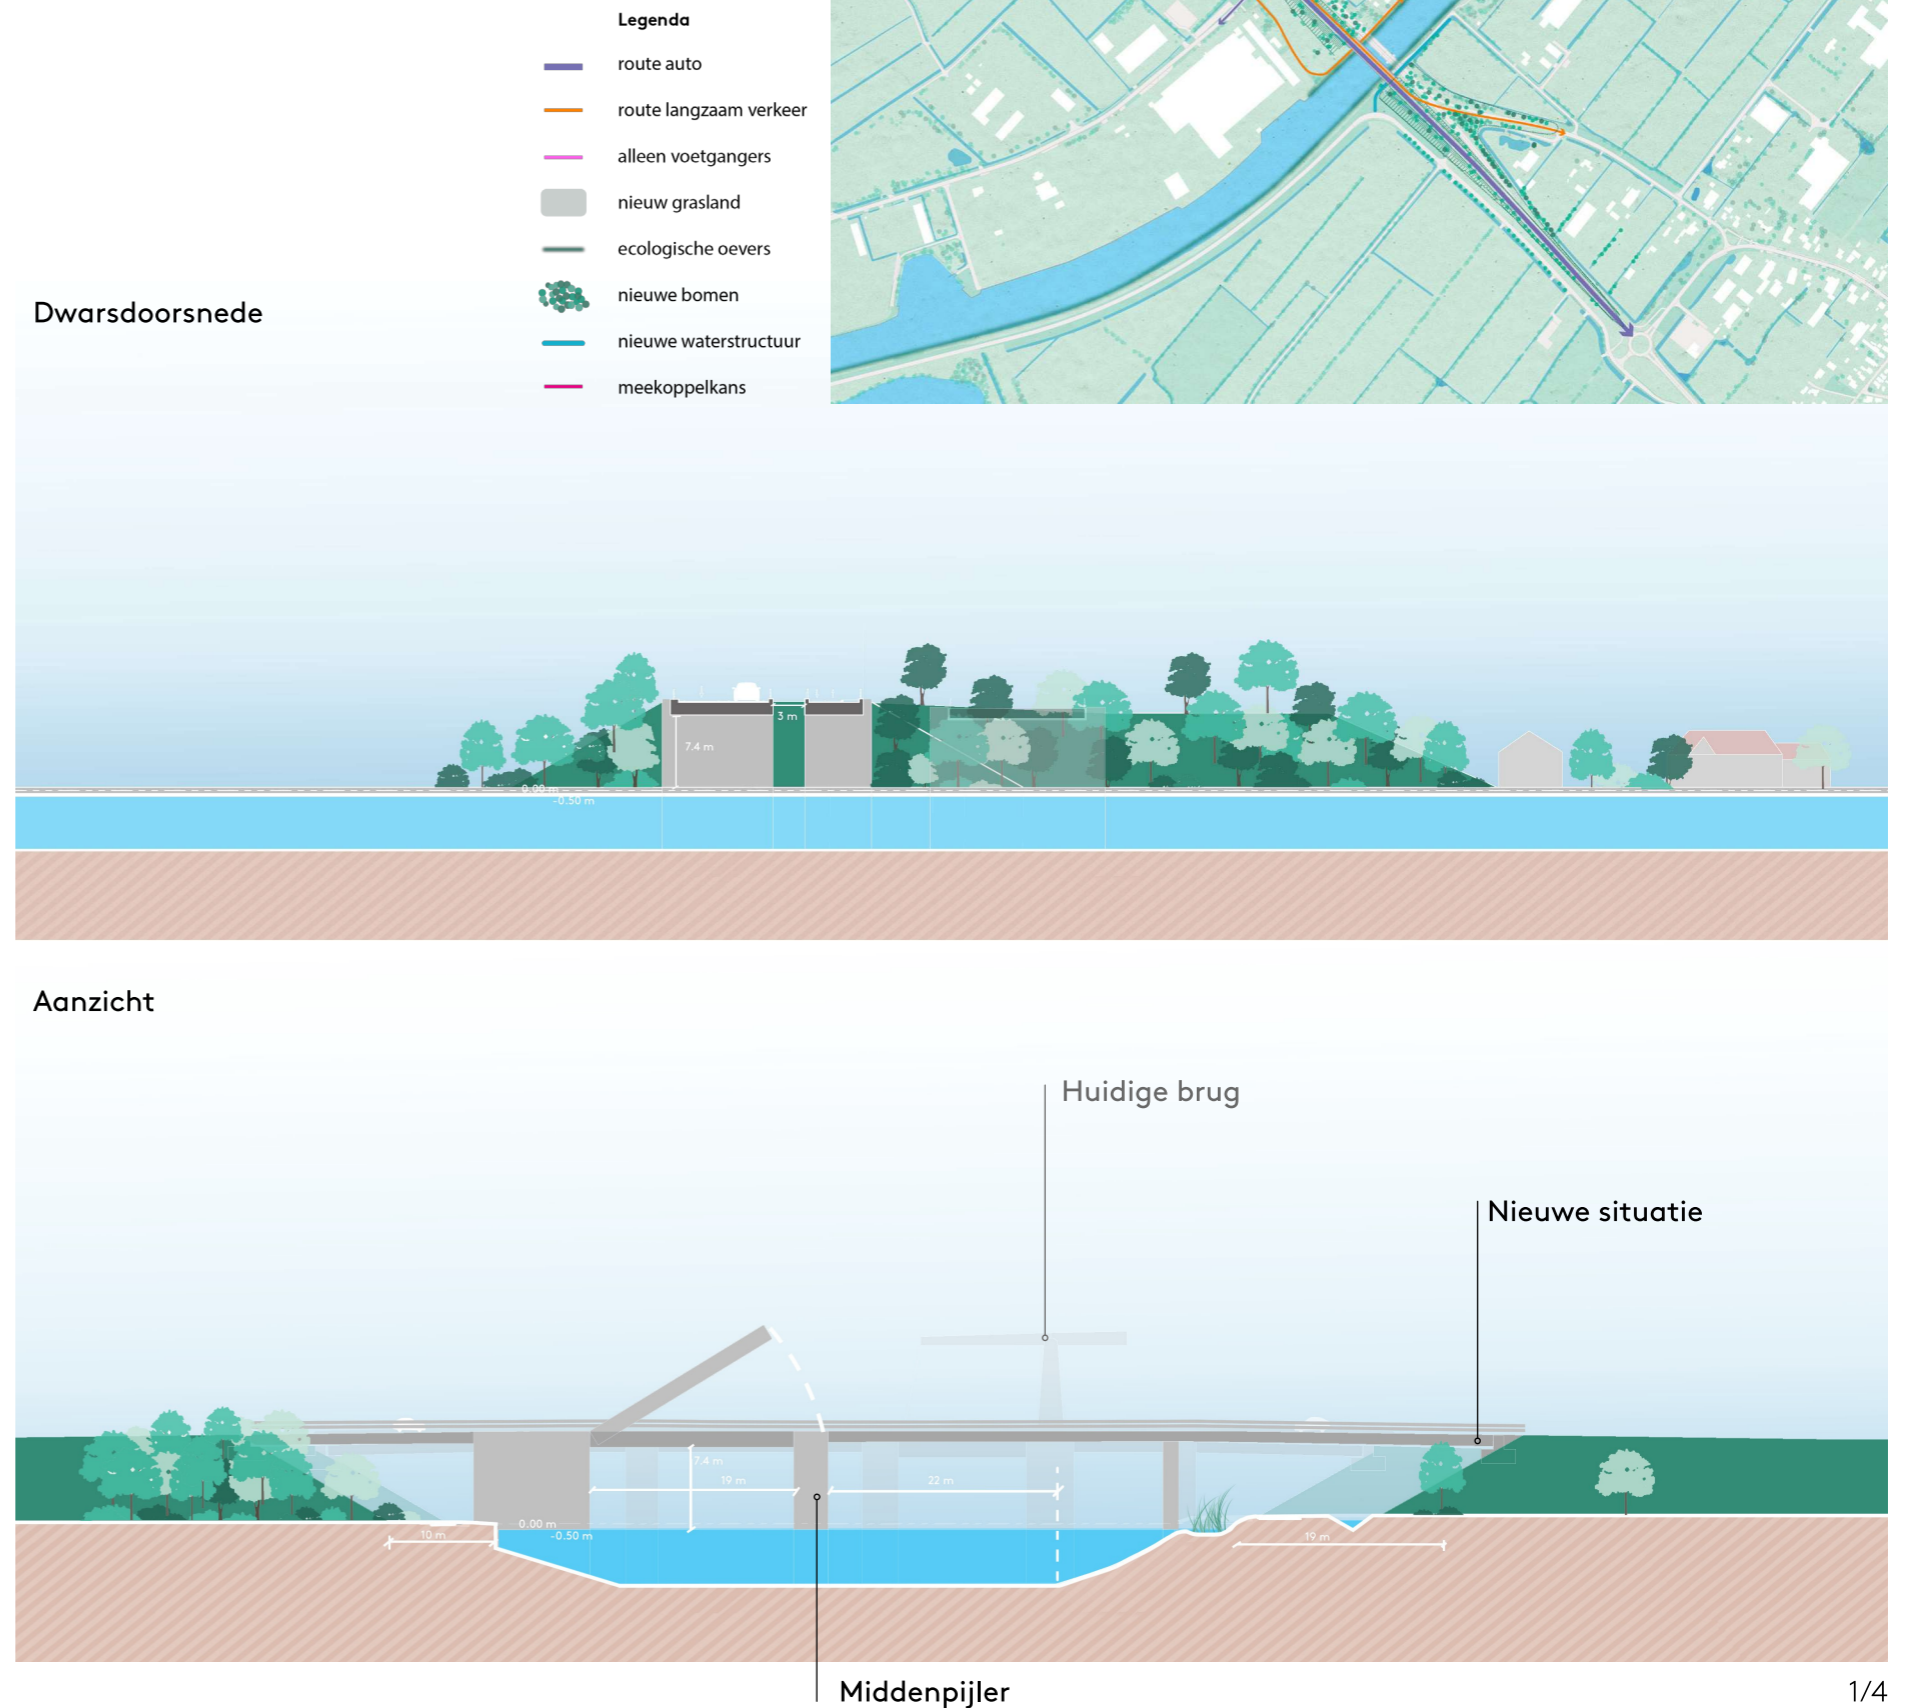 Legenda
route auto
route langzaam verkeer
alleen voetgangers
nieuw grasland
ecologische oevers
nieuwe bomen
nieuwe waterstructuur
meekoppelkans
Dwarsdoorsnede
3 m
7.4 m
0.00 m
-0.50 m
Aanzicht
Huidige brug
Nieuwe situatie
7.4 m
19 m
22 m
0.00 m
-0.50 m
10 m
19 m
Middenpijler
1/4